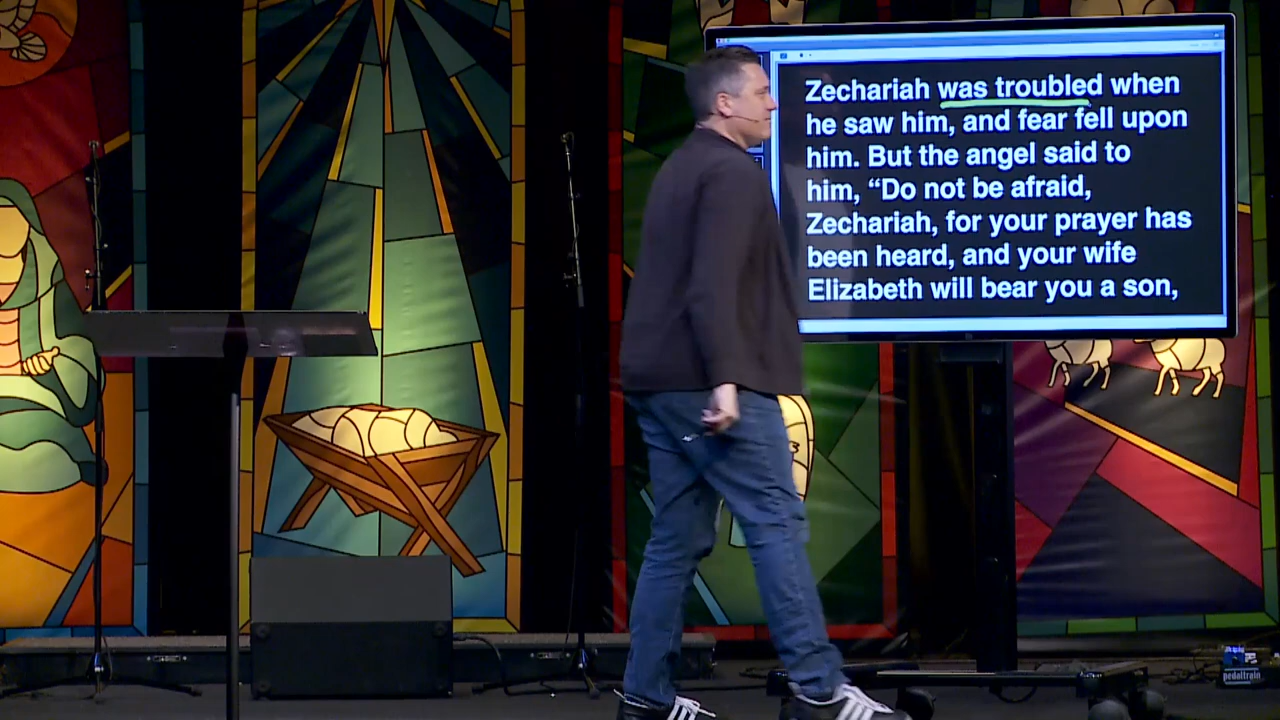 Zechariah was troubled when
he saw him, and fear fell upon
him. But the angel said to
him, “Do not be afraid,
Zechariah, for your prayer has
been heard, and your wife
Elizabeth will bear you a son,
pedaltrain